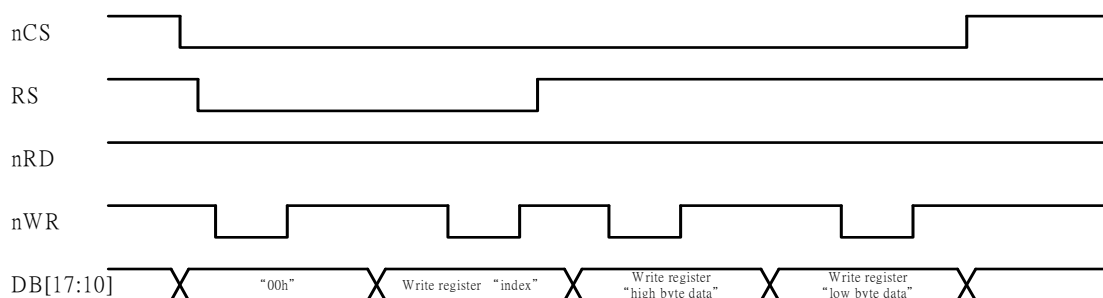 nCS
RS
nRD
nWR
DB[17:10]
“00h”
Write register “index”
Write register
“high byte data”
Write register
“low byte data”